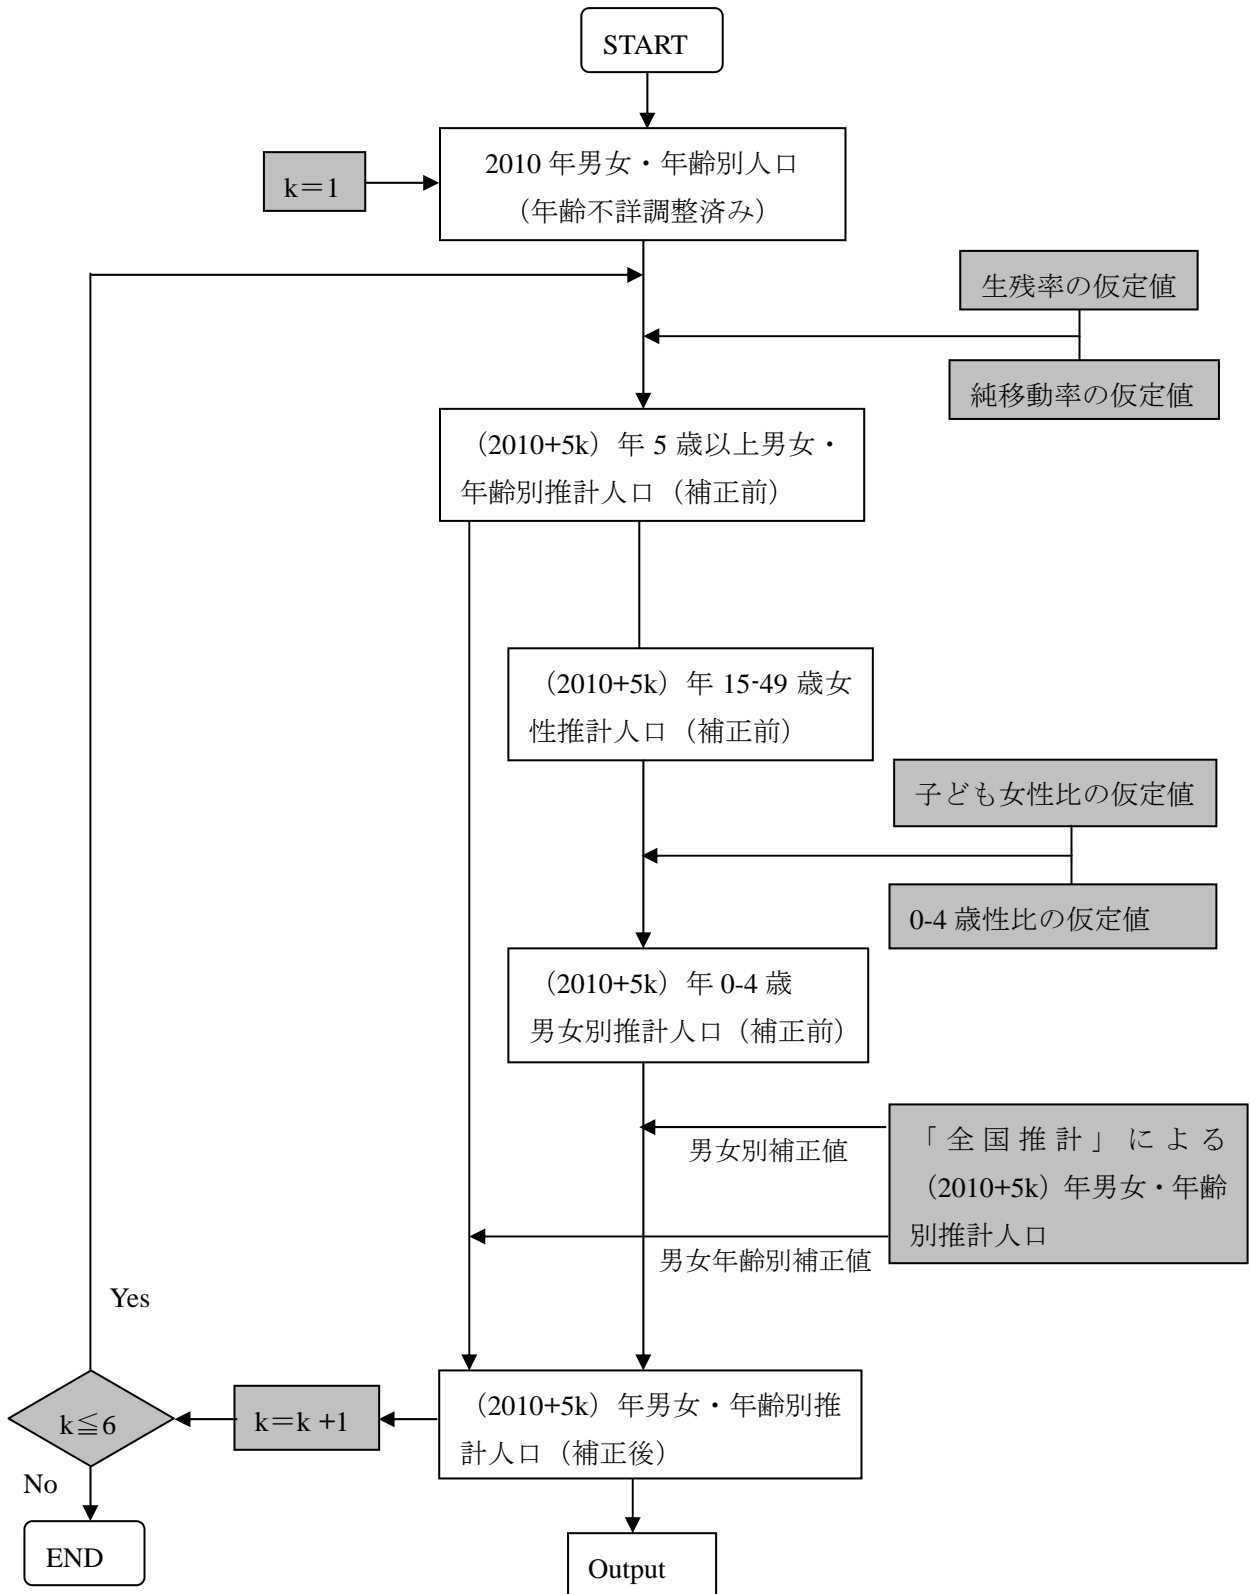 START
2010 年男女・年齢別人口
（年齢不詳調整済み）
k＝1
生残率の仮定値
純移動率の仮定値
（2010+5k）年 5 歳以上男女・
年齢別推計人口（補正前）
（2010+5k）年 15-49 歳女
性推計人口（補正前）
子ども女性比の仮定値
0-4 歳性比の仮定値
（2010+5k）年 0-4 歳
男女別推計人口（補正前）
「全国推計」による
（2010+5k）年男女・年齢
別推計人口
男女別補正値
男女年齢別補正値
Yes
（2010+5k）年男女・年齢別推
計人口（補正後）
k＝k +1
k≦6
No
END
Output